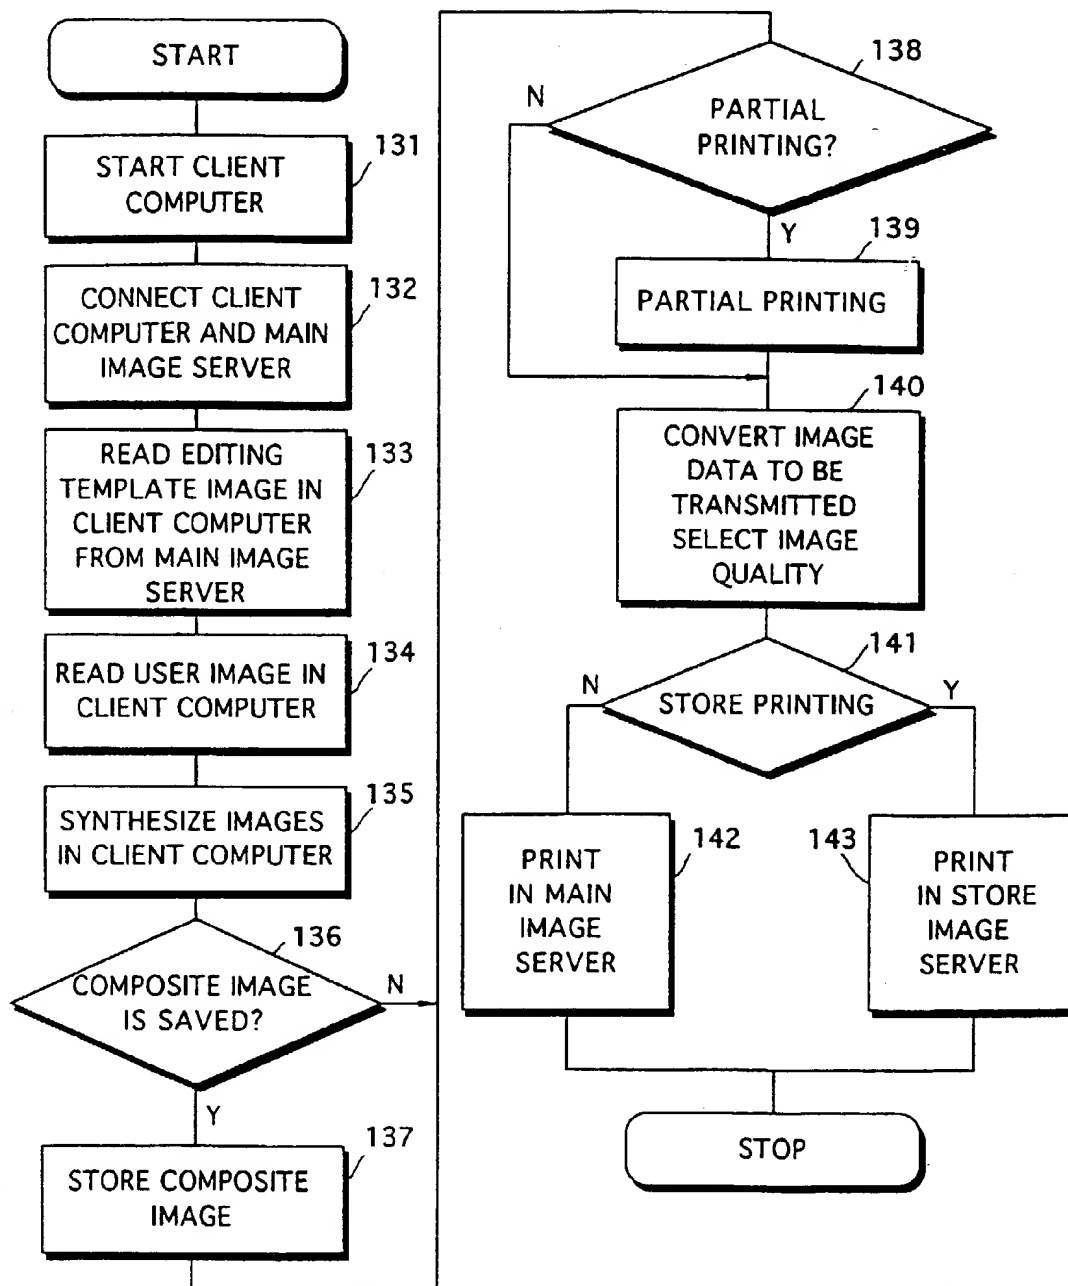 START
131
START CLIENT
COMPUTER
132
CONNECT CLIENT
COMPUTER AND MAIN
IMAGE SERVER
133
READ EDITING
TEMPLATE IMAGE IN
CLIENT COMPUTER
FROM MAIN IMAGE
SERVER
134
READ USER IMAGE IN
CLIENT COMPUTER
135
SYNTHESIZE IMAGES
IN CLIENT COMPUTER
136
COMPOSITE IMAGE
IS SAVED?
N
Y
137
STORE COMPOSITE
IMAGE
138
N
PARTIAL
PRINTING?
Y
139
PARTIAL PRINTING
140
CONVERT IMAGE
DATA TO BE
TRANSMITTED
SELECT IMAGE
QUALITY
141
N
STORE PRINTING
Y
142
PRINT
IN MAIN
IMAGE
SERVER
143
PRINT
IN STORE
IMAGE
SERVER
STOP